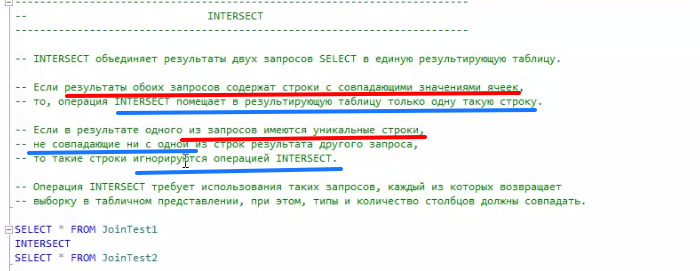 --------------------------------------------------------------------
-- INTERSECT
--------------------------------------------------------------------
-- INTERSECT объединяет результаты двух запросов SELECT в единую результирующую таблицу.
-- Если результаты обоих запросов содержат строки с совпадающими значениями ячеек,
-- то, операция INTERSECT помещает в результирующую таблицу только одну такую строку.
-- Если в результате одного из запросов имеются уникальные строки,
-- не совпадающие ни с одной из строк результата другого запроса,
-- то такие строки игнорируются операцией INTERSECT.
-- Операция INTERSECT требует использования таких запросов, каждый из которых возвращает
-- выборку в табличном представлении, при этом, типы и количество столбцов должны совпадать.
SELECT * FROM JoinTest1
INTERSECT
SELECT * FROM JoinTest2